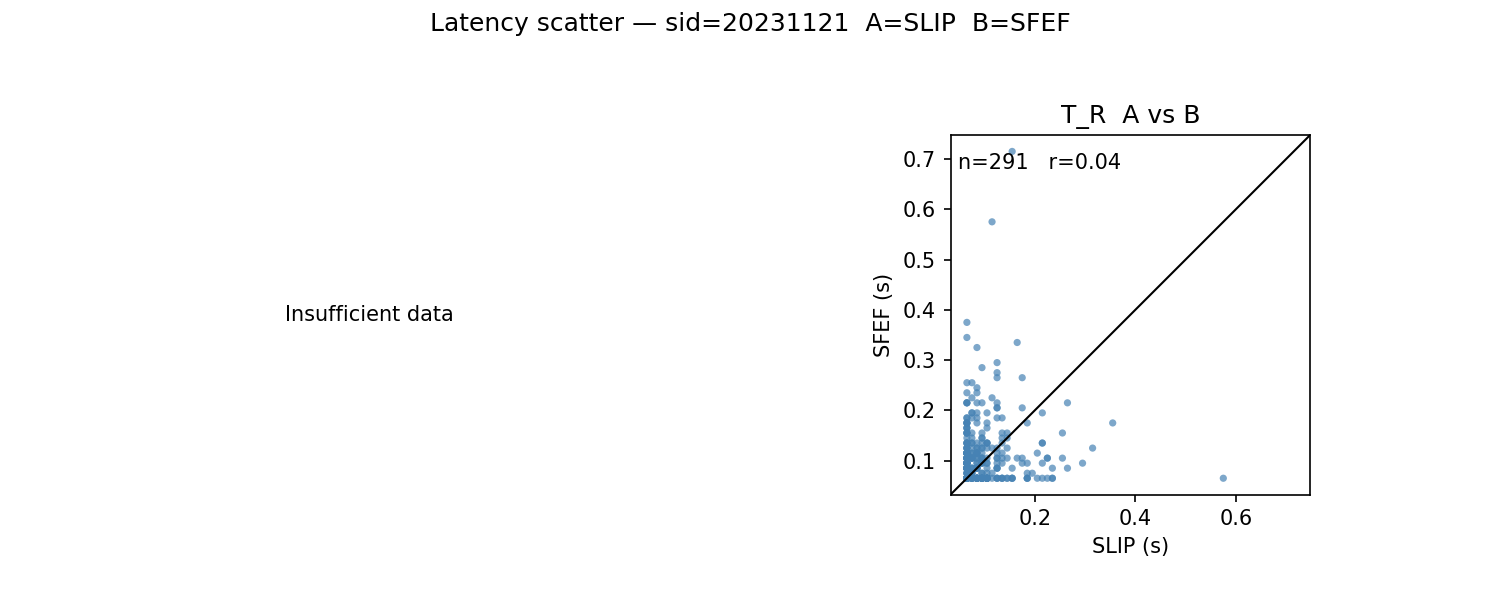 Latency scatter — sid=20231121  A=SLIP  B=SFEF
Insufficient data
T_R  A vs B
n=291   r=0.04
0.7
0.6
0.5
0.4
0.3
0.2
0.1
SFEF (s)
0.2 0.4 0.6
SLIP (s)